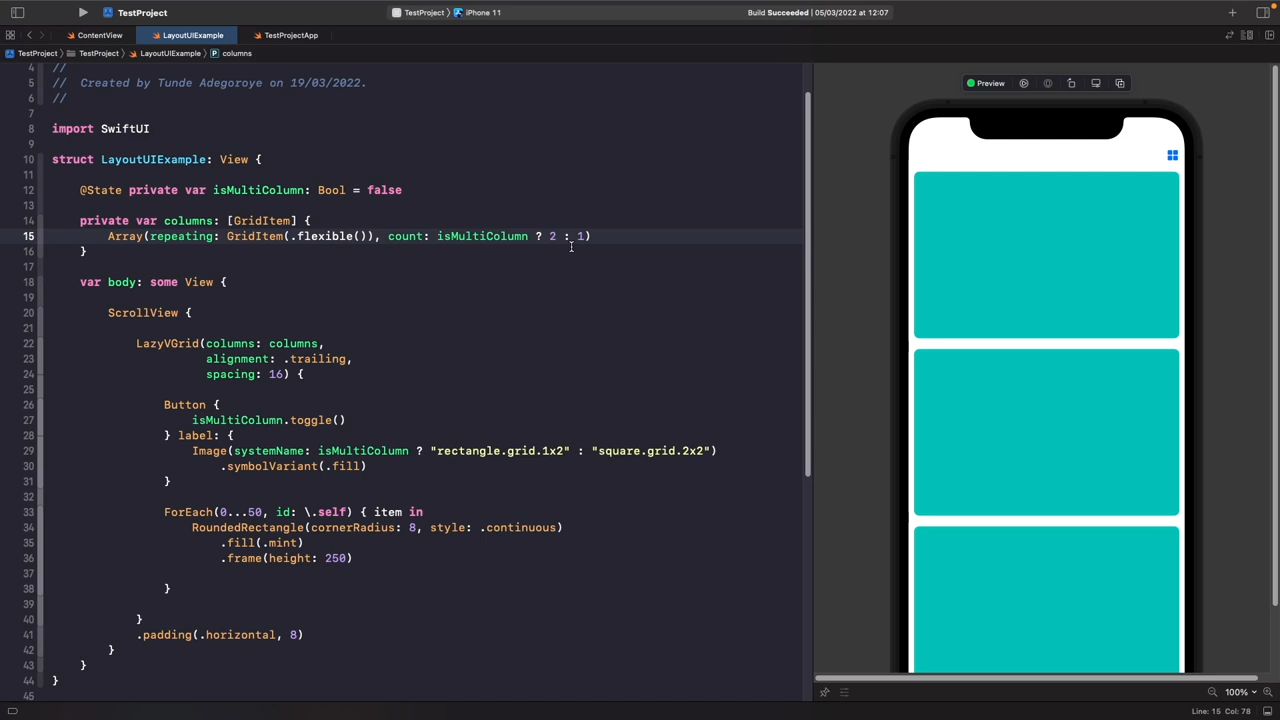 TestProject
TestProject
iPhone 11
Build Succeeded | 05/03/2022 at 12:07
ContentView
LayoutUIExample
TestProjectApp
TestProject
TestProject
LayoutUIExample
P
columns
4 //
5 //  Created by Tunde Adegoroye on 19/03/2022.
6 //
7
8 import SwiftUI
9
10 struct LayoutUIExample: View {
11
12     @State private var isMultiColumn: Bool = false
13
14     private var columns: [GridItem] {
15         Array(repeating: GridItem(.flexible()), count: isMultiColumn ? 2 : 1)
16     }
17
18     var body: some View {
19
20         ScrollView {
21
22             LazyVGrid(columns: columns,
23                       alignment: .trailing,
24                       spacing: 16) {
25
26                 Button {
27                     isMultiColumn.toggle()
28                 } label: {
29                     Image(systemName: isMultiColumn ? "rectangle.grid.1x2" : "square.grid.2x2")
30                         .symbolVariant(.fill)
31                 }
32
33                 ForEach(0...50, id: \.self) { item in
34                     RoundedRectangle(cornerRadius: 8, style: .continuous)
35                         .fill(.mint)
36                         .frame(height: 250)
37
38                 }
39
40             }
41             .padding(.horizontal, 8)
42         }
43     }
44 }
45
Preview
100%
Line: 15 Col: 78